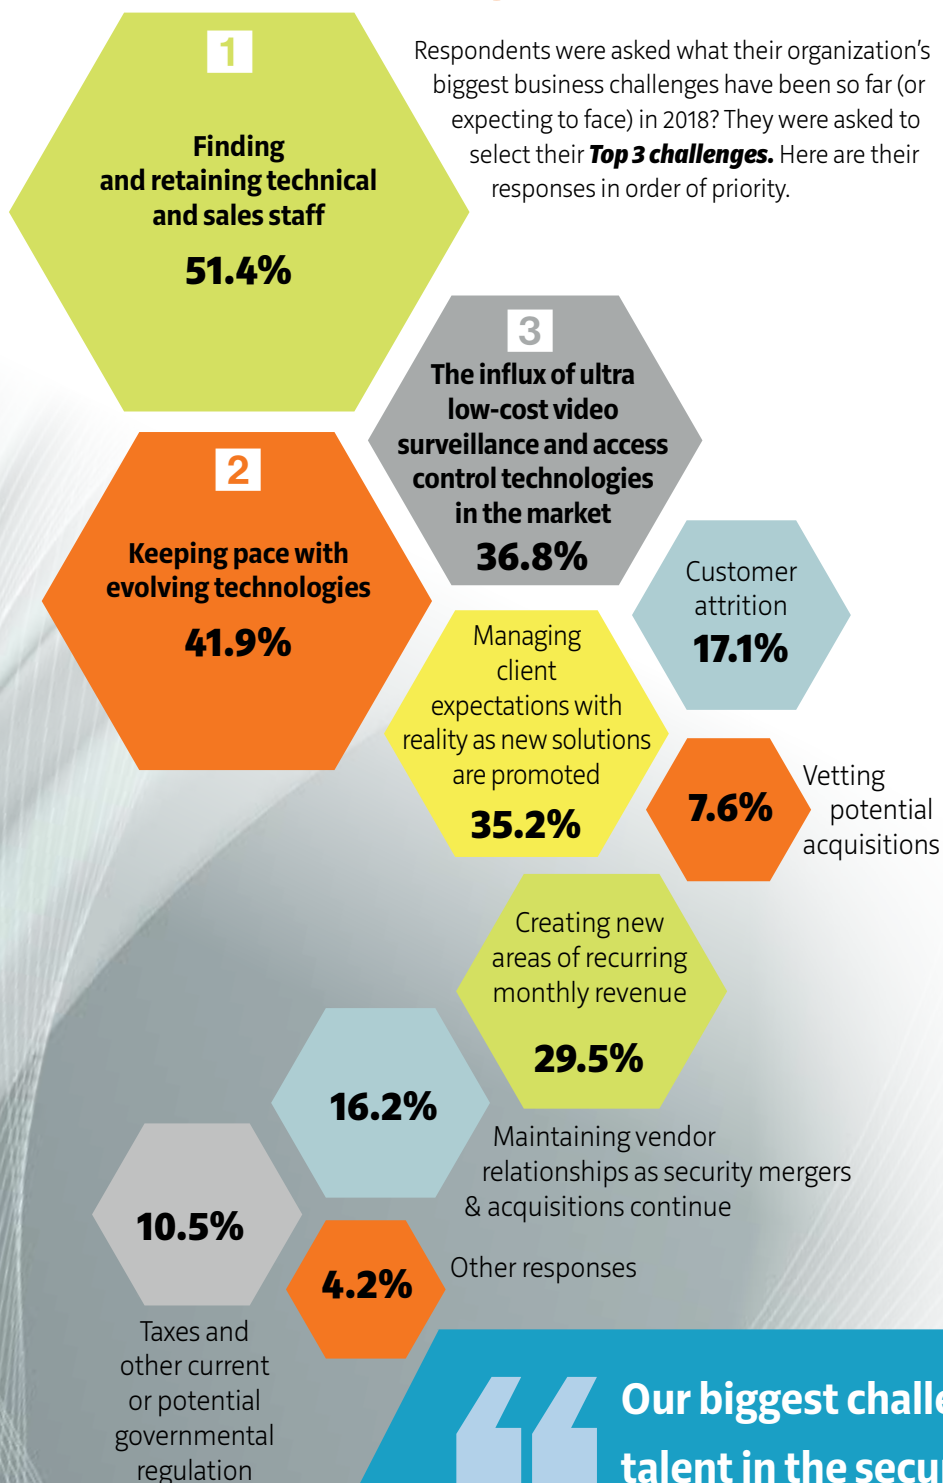 1
Finding
and retaining technical
and sales staff
51.4%
Respondents were asked what their organization's
biggest business challenges have been so far (or
expecting to face) in 2018? They were asked to
select their Top 3 challenges. Here are their
responses in order of priority.
3
The influx of ultra
low-cost video
surveillance and access
control technologies
in the market
36.8%
2
Keeping pace with
evolving technologies
41.9%
Customer
attrition
17.1%
Managing
client
expectations with
reality as new solutions
are promoted
35.2%
7.6%
Vetting
potential
acquisitions
Creating new
areas of recurring
monthly revenue
29.5%
16.2%
Maintaining vendor
relationships as security mergers
& acquisitions continue
10.5%
Taxes and
other current
or potential
governmental
regulation
4.2%
Other responses
“
Our biggest challe
talent in the secu